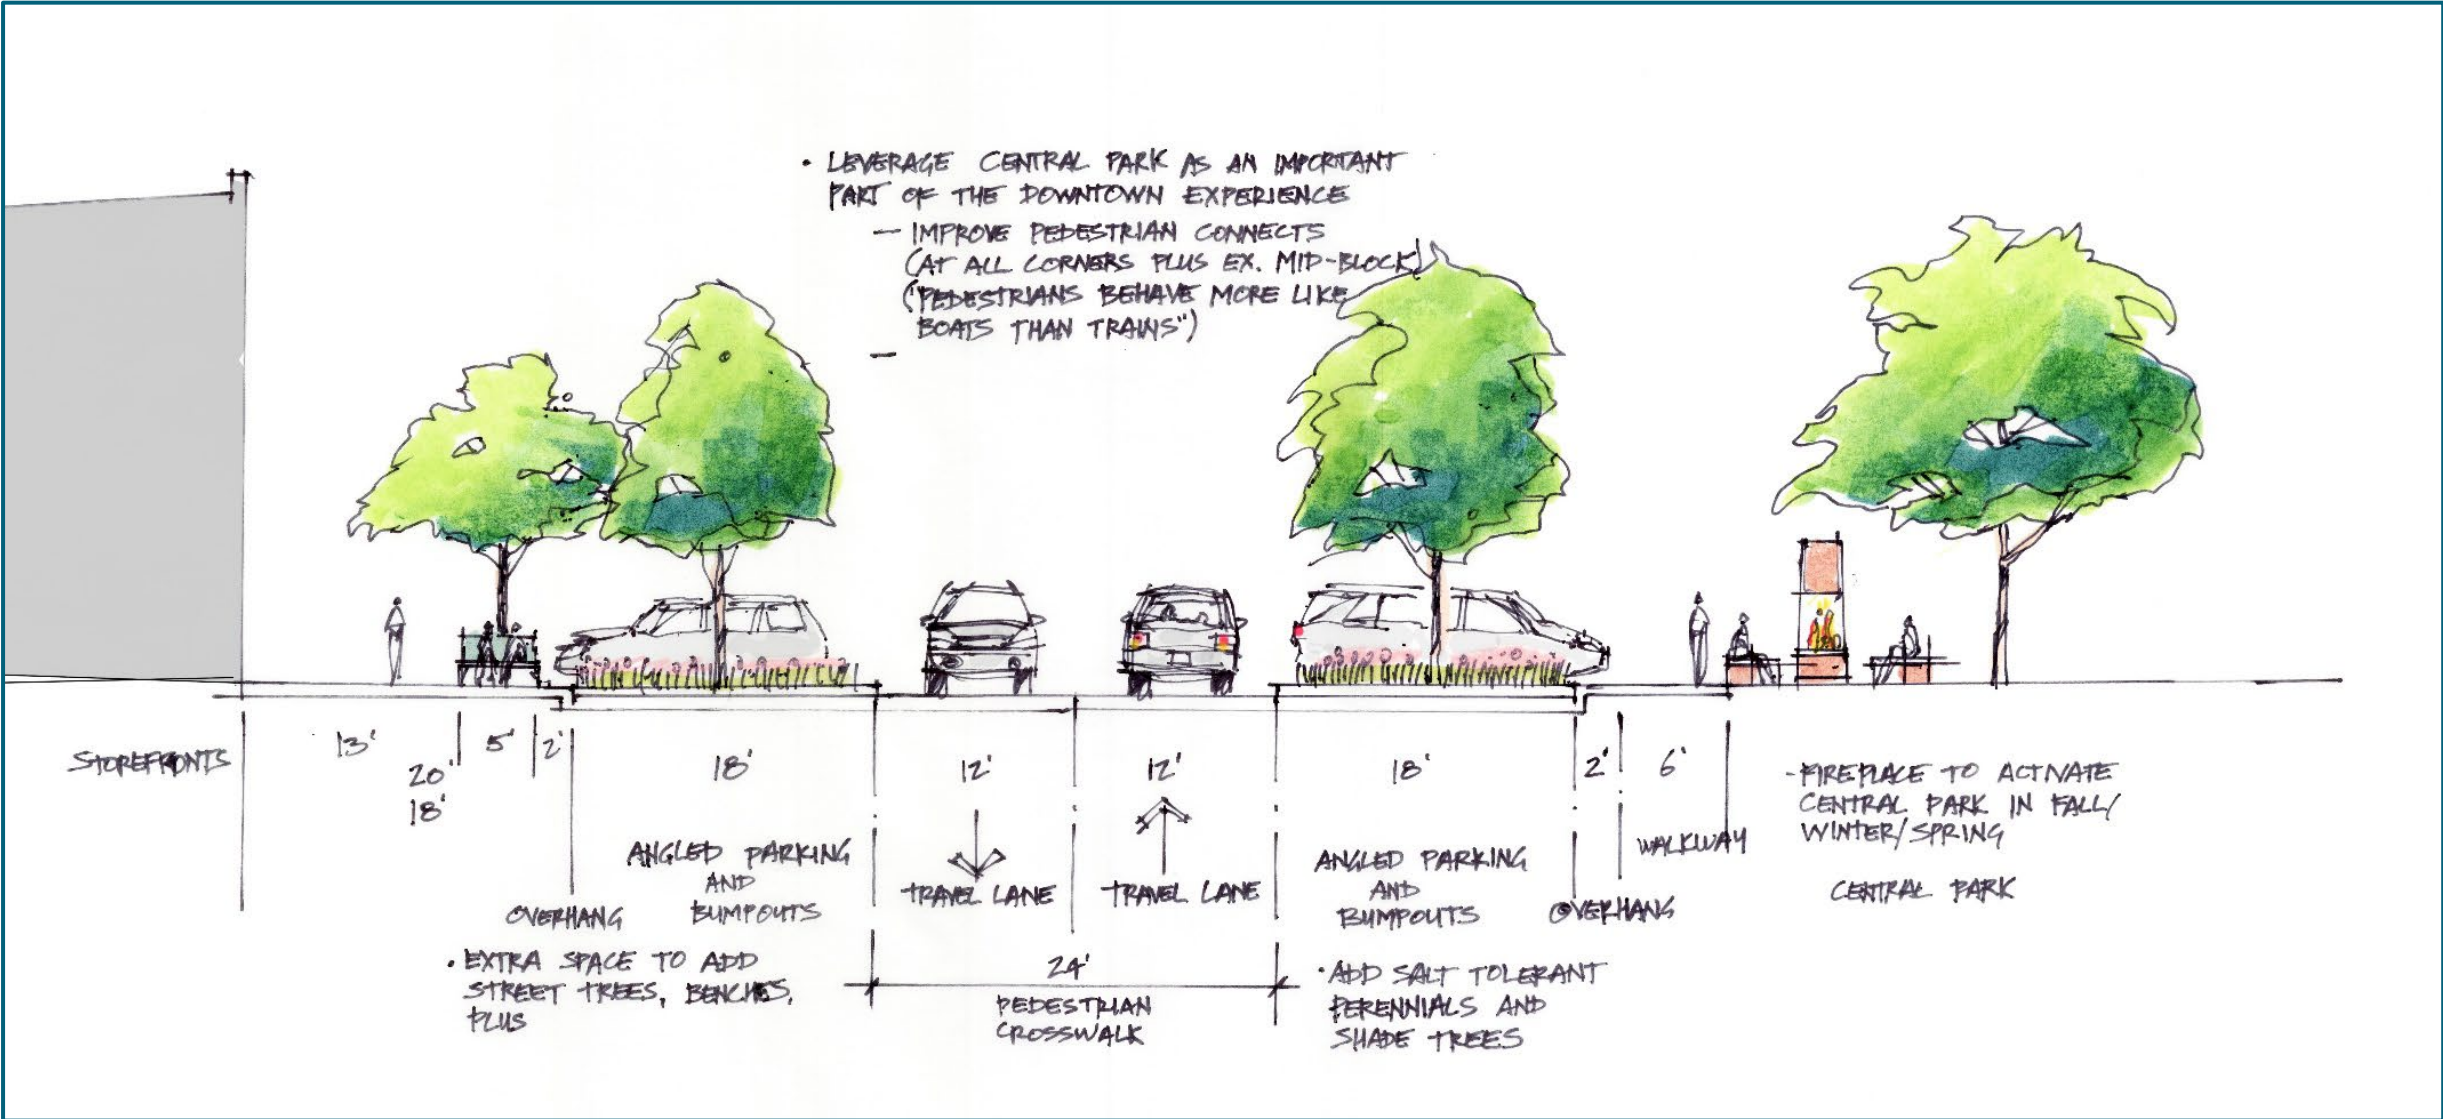 • LEVERAGE CENTRAL PARK AS AN IMPORTANT
PART OF THE DOWNTOWN EXPERIENCE
— IMPROVE PEDESTRIAN CONNECTS
(AT ALL CORNERS PLUS EX. MID-BLOCK)
("PEDESTRIANS BEHAVE MORE LIKE
BOATS THAN TRAINS")
—
STOREFRONTS
13'
5'
2'
20'
18'
18'
12'
12'
18'
2'
6'
OVERHANG
ANGLED PARKING
AND
BUMPOUTS
TRAVEL LANE
TRAVEL LANE
ANGLED PARKING
AND
BUMPOUTS
OVERHANG
WALKWAY
- FIREPLACE TO ACTIVATE
CENTRAL PARK IN FALL/
WINTER/SPRING
CENTRAL PARK
• EXTRA SPACE TO ADD
STREET TREES, BENCHES,
PLUS
24'
PEDESTRIAN
CROSSWALK
• ADD SALT TOLERANT
PERENNIALS AND
SHADE TREES